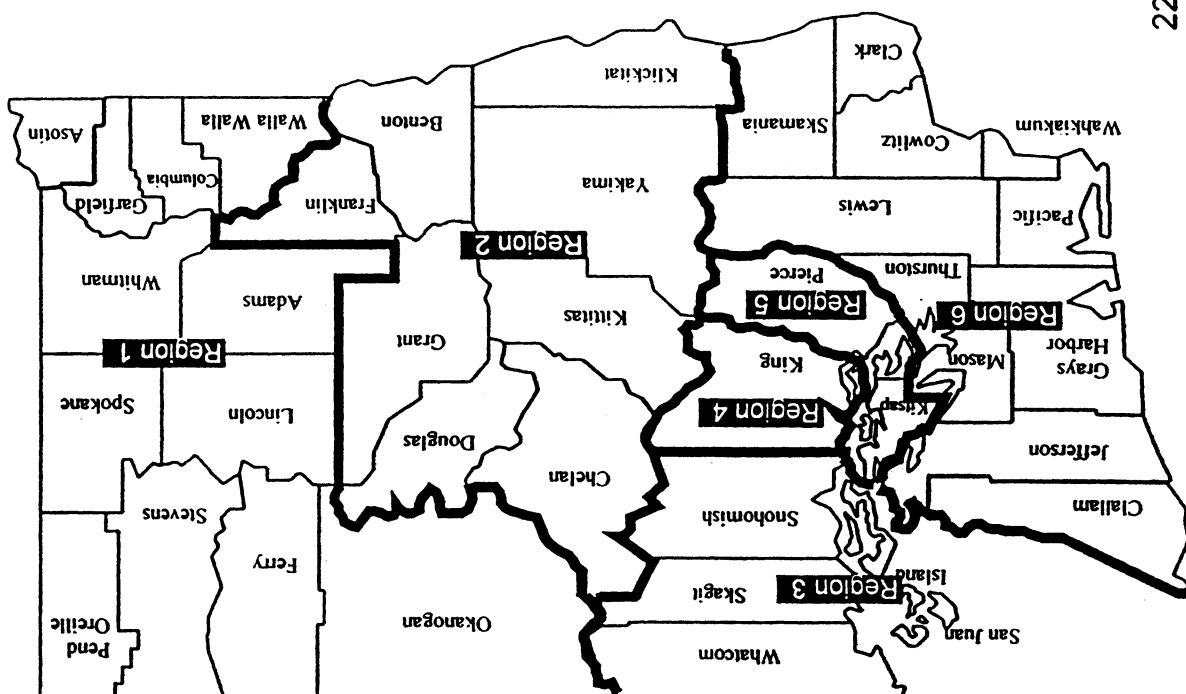 San Juan
Whatcom
Okanogan
Pend
Oreille
Island
Region 3
Skagit
Ferry
Clallam
Snohomish
Stevens
Jefferson
Chelan
Douglas
Kitsap
Region 4
Lincoln
Spokane
Grays
Harbor
Mason
King
Grant
Region 1
Region 6
Region 5
Kittitas
Adams
Thurston
Pierce
Whitman
Region 2
Pacific
Lewis
Yakima
Franklin
Garfield
Columbia
Wahkiakum
Cowlitz
Skamania
Benton
Walla Walla
Asotin
Clark
Klickitat
22